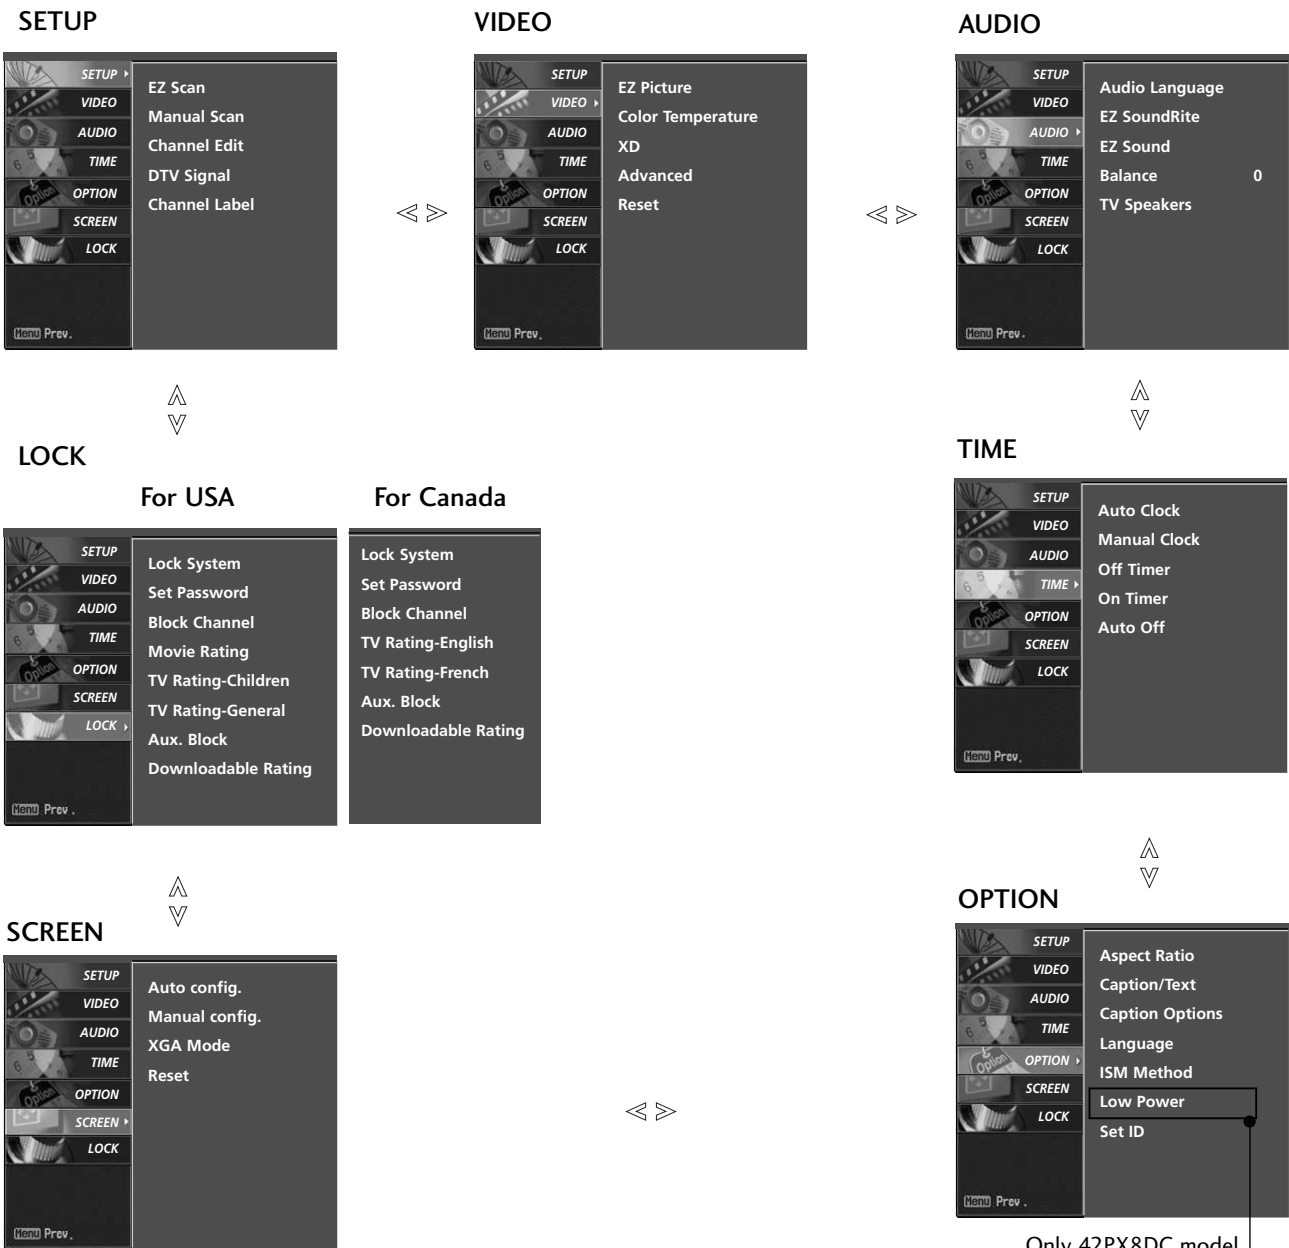 SETUP
SETUP
VIDEO
AUDIO
TIME
OPTION
SCREEN
LOCK
Menu Prev.
EZ Scan
Manual Scan
Channel Edit
DTV Signal
Channel Label
VIDEO
SETUP
VIDEO
AUDIO
TIME
OPTION
SCREEN
LOCK
Menu Prev.
EZ Picture
Color Temperature
XD
Advanced
Reset
AUDIO
SETUP
VIDEO
AUDIO
TIME
OPTION
SCREEN
LOCK
Menu Prev.
Audio Language
EZ SoundRite
EZ Sound
Balance 0
TV Speakers
LOCK
For USA
SETUP
VIDEO
AUDIO
TIME
OPTION
SCREEN
LOCK
Menu Prev.
Lock System
Set Password
Block Channel
Movie Rating
TV Rating-Children
TV Rating-General
Aux. Block
Downloadable Rating
For Canada
Lock System
Set Password
Block Channel
TV Rating-English
TV Rating-French
Aux. Block
Downloadable Rating
TIME
SETUP
VIDEO
AUDIO
TIME
OPTION
SCREEN
LOCK
Menu Prev.
Auto Clock
Manual Clock
Off Timer
On Timer
Auto Off
SCREEN
SETUP
VIDEO
AUDIO
TIME
OPTION
SCREEN
LOCK
Menu Prev.
Auto config.
Manual config.
XGA Mode
Reset
OPTION
SETUP
VIDEO
AUDIO
TIME
OPTION
SCREEN
LOCK
Menu Prev.
Aspect Ratio
Caption/Text
Caption Options
Language
ISM Method
Low Power
Set ID
Only 42PX8DC model